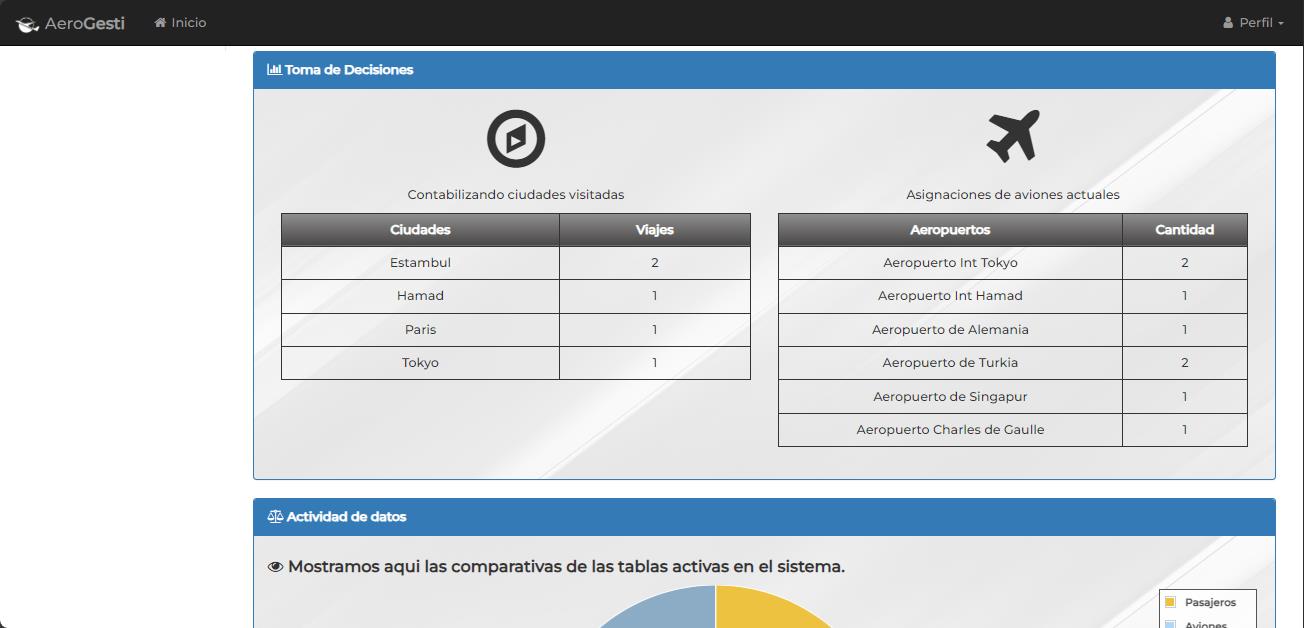 AeroGesti Inicio Perfil
Toma de Decisiones
Contabilizando ciudades visitadas
Ciudades Viajes
Estambul 2
Hamad 1
Paris 1
Tokyo 1
Asignaciones de aviones actuales
Aeropuertos Cantidad
Aeropuerto Int Tokyo 2
Aeropuerto Int Hamad 1
Aeropuerto de Alemania 1
Aeropuerto de Turkia 2
Aeropuerto de Singapur 1
Aeropuerto Charles de Gaulle 1
Actividad de datos
Mostramos aqui las comparativas de las tablas activas en el sistema.
Pasajeros
Aviones